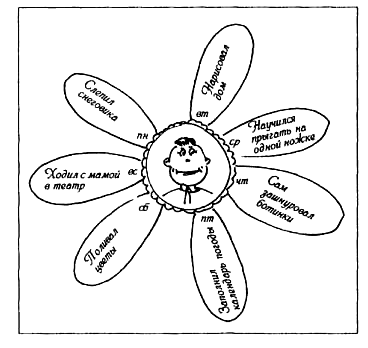 Слепил
снеговика
пн
Нарисовал
дом
вт
Научился
прыгать на
одной ножке
ср
Сам
зашнуровал
ботинки
чт
Заполнил
календарь погоды
пт
Поливал
цветы
сб
Ходил с мамой
в театр
вс